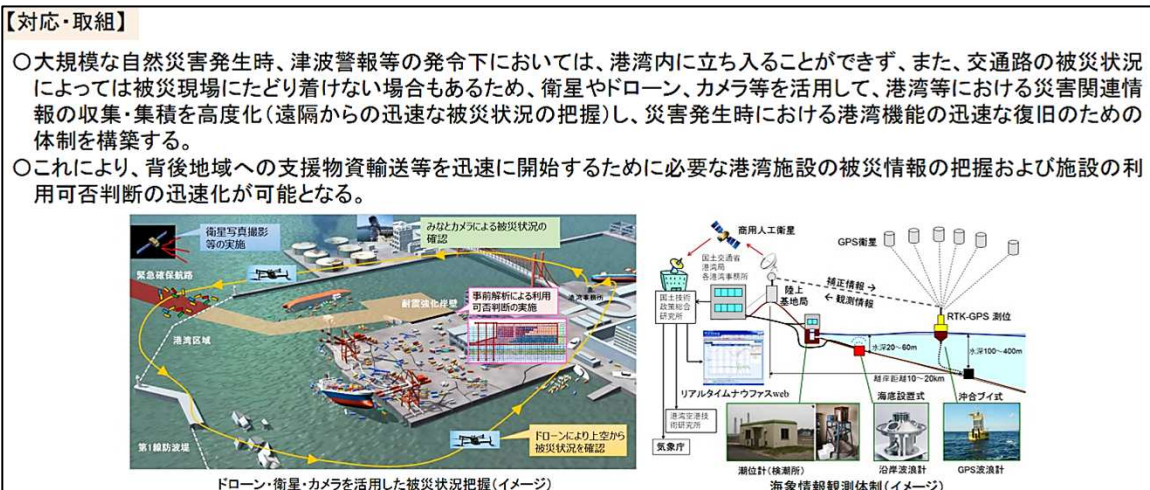 【対応・取組】
○大規模な自然災害発生時、津波警報等の発令下においては、港湾内に立ち入ることができず、また、交通路の被災状況
によっては被災現場にたどり着けない場合もあるため、衛星やドローン、カメラ等を活用して、港湾等における災害関連情
報の収集・集積を高度化(遠隔からの迅速な被災状況の把握)し、災害発生時における港湾機能の迅速な復旧のための
体制を構築する。
○これにより、背後地域への支援物資輸送等を迅速に開始するために必要な港湾施設の被災情報の把握および施設の利
用可否判断の迅速化が可能となる。
衛星写真撮影
等の実施
みなとカメラによる被災状況の
確認
緊急確保航路
耐震強化岸壁
港湾事務所
事前解析による利用
可否判断の実施
港湾区域
第1線防波堤
ドローンにより上空から
被災状況を確認
ドローン・衛星・カメラを活用した被災状況把握(イメージ)
商用人工衛星
GPS衛星
国土交通省
港湾局
各港湾事務所
国土技術
政策総合
研究所
陸上
基地局
補正情報→
←観測情報
RTK-GPS 測位
水深20～60m
水深100～400m
離岸距離10～20km
リアルタイムナウファスweb
港湾空港技
術研究所
気象庁
海底設置式
沖合ブイ式
潮位計(検潮所)
沿岸波浪計
GPS波浪計
海象情報観測体制(イメージ)